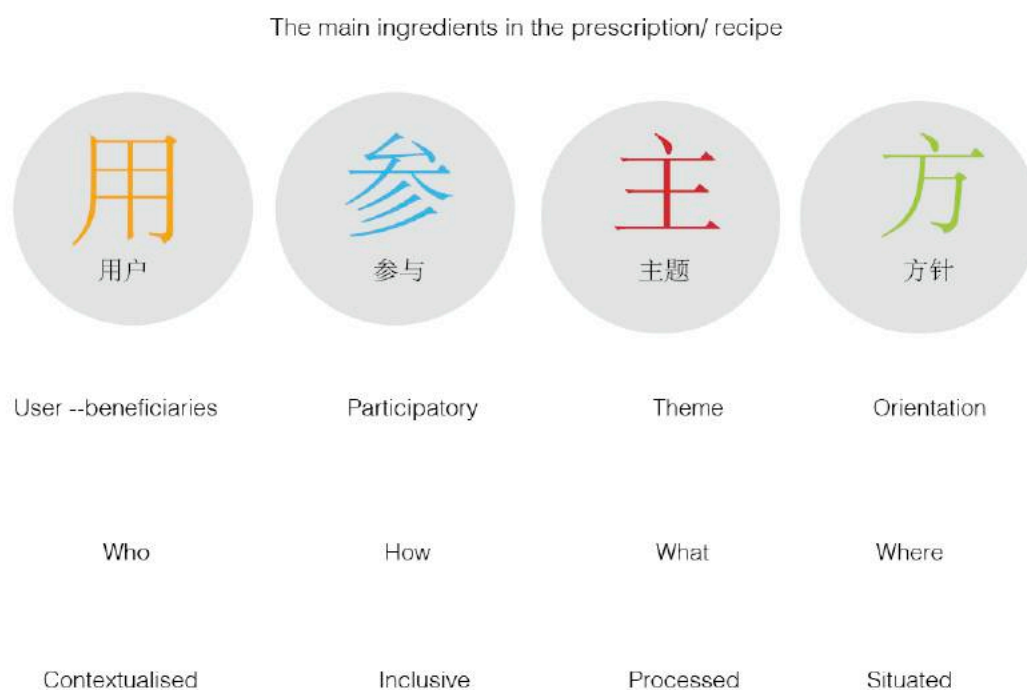 The main ingredients in the prescription/ recipe
用 参 主 方
用户 参与 主题 方针
User --beneficiaries Participatory Theme Orientation
Who How What Where
Contextualised Inclusive Processed Situated